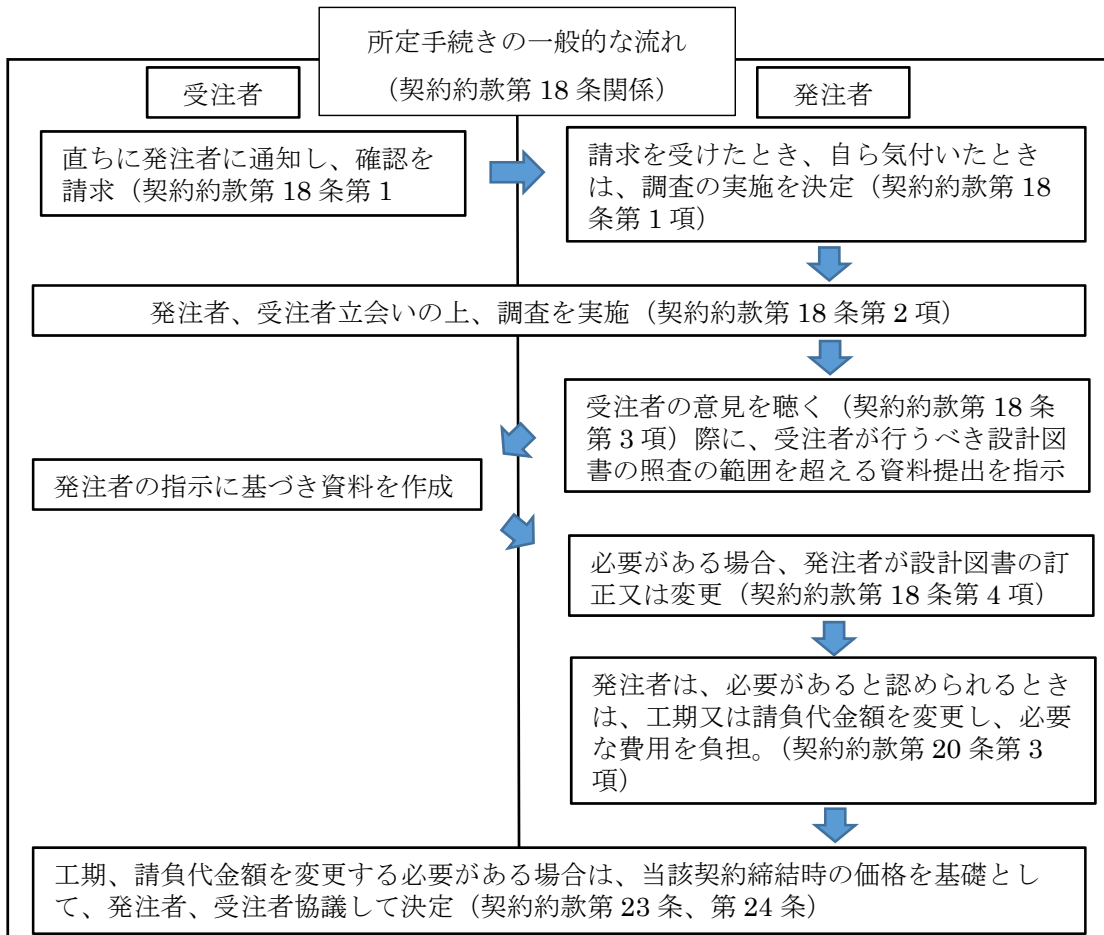 所定手続きの一般的な流れ
（契約約款第 18 条関係）
受注者
発注者
直ちに発注者に通知し、確認を
請求（契約約款第 18 条第 1
請求を受けたとき、自ら気付いたとき
は、調査の実施を決定（契約約款第 18
条第 1 項）
発注者、受注者立会いの上、調査を実施（契約約款第 18 条第 2 項）
受注者の意見を聴く（契約約款第 18 条
第 3 項）際に、受注者が行うべき設計図
書の照査の範囲を超える資料提出を指示
発注者の指示に基づき資料を作成
必要がある場合、発注者が設計図書の訂
正又は変更（契約約款第 18 条第 4 項）
発注者は、必要があると認められるとき
は、工期又は請負代金額を変更し、必要
な費用を負担。（契約約款第 20 条第 3
項）
工期、請負代金額を変更する必要がある場合は、当該契約締結時の価格を基礎とし
て、発注者、受注者協議して決定（契約約款第 23 条、第 24 条）